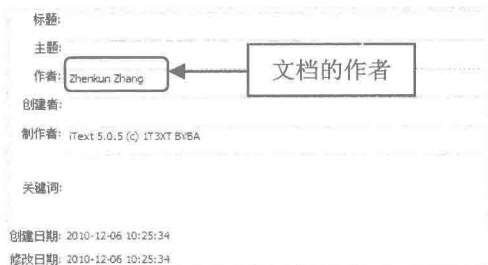 标题:
主题:
作者: Zhenkun Zhang
文档的作者
创建者:
制作者: iText 5.0.5 (c) 1T3XT BVBA
关键词:
创建日期: 2010-12-06 10:25:34
修改日期: 2010-12-06 10:25:34